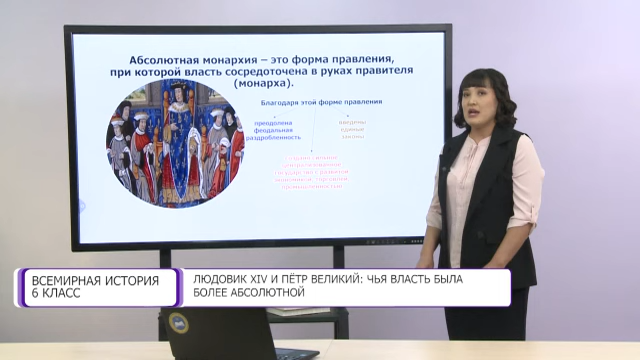 Абсолютная монархия – это форма правления,
при которой власть сосредоточена в руках правителя
(монарха).
Благодаря этой форме правления
преодолена
феодальная
раздробленность
введены
единые
законы
ВСЕМИРНАЯ ИСТОРИЯ
6 КЛАСС
ЛЮДОВИК XIV И ПЁТР ВЕЛИКИЙ: ЧЬЯ ВЛАСТЬ БЫЛА
БОЛЕЕ АБСОЛЮТНОЙ